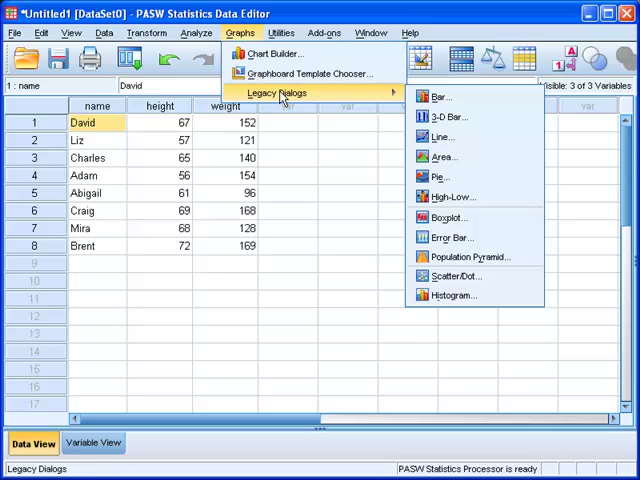 *Untitled1 [DataSet0] - PASW Statistics Data Editor
File Edit View Data Transform Analyze Graphs Utilities Add-ons Window Help
Chart Builder...
Graphboard Template Chooser...
Legacy Dialogs
1 : name David Visible: 3 of 3 Variables
Bar...
3-D Bar...
Line...
Area...
Pie...
High-Low...
Boxplot...
Error Bar...
Population Pyramid...
Scatter/Dot...
Histogram...
name height weight var var var var var
1 David 67 152
2 Liz 57 121
3 Charles 65 140
4 Adam 56 154
5 Abigail 61 96
6 Craig 69 168
7 Mira 68 128
8 Brent 72 169
9
10
11
12
13
14
15
16
17
Data View Variable View
Legacy Dialogs PASW Statistics Processor is ready